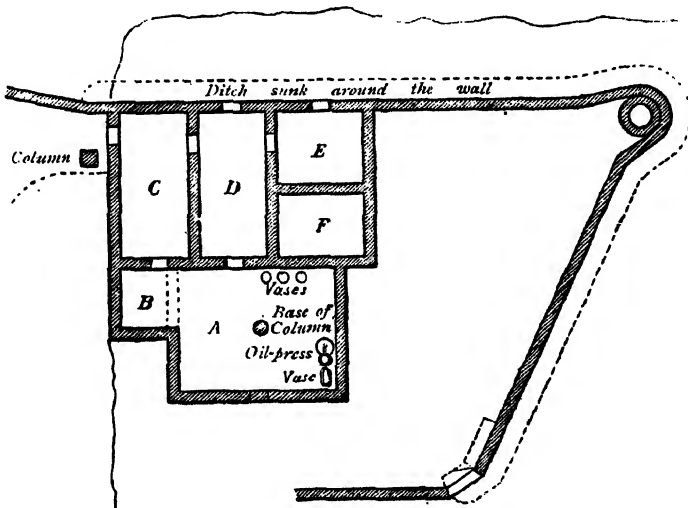 Ditch sunk around the wall
Column
E
C
D
F
B
Vases
A
Base of
Column
Oil-press
Vase